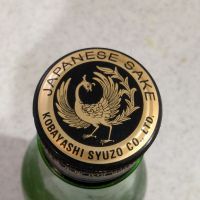 JAPANESE SAKE
KOBAYASHI SYUZO CO., LTD.